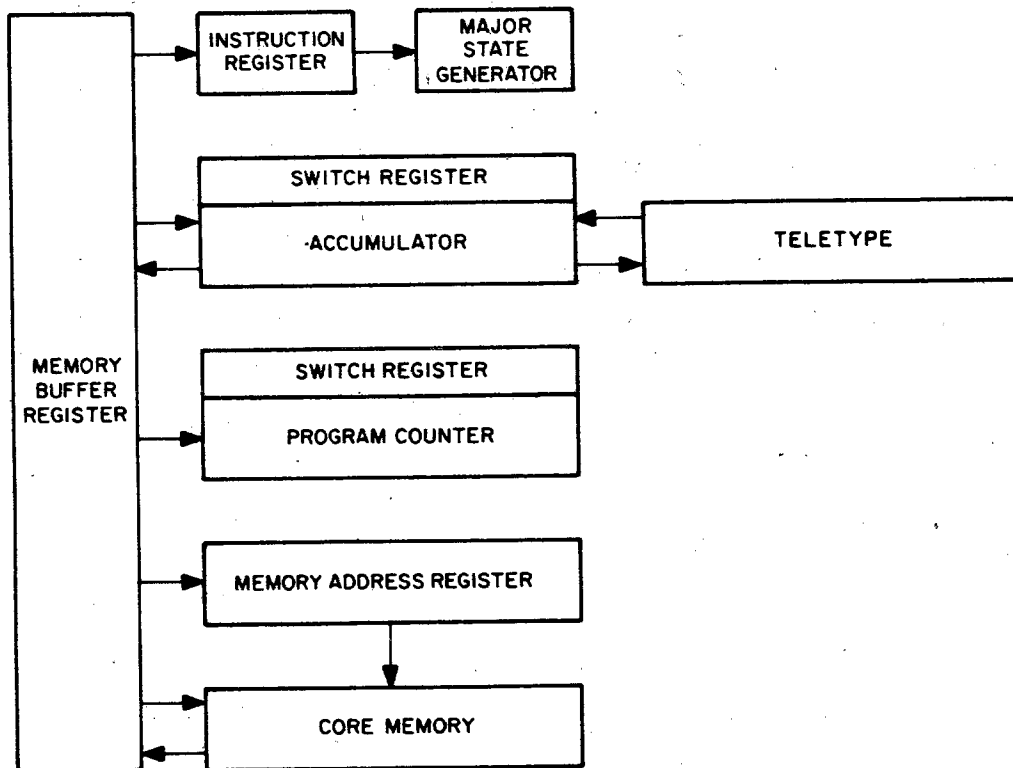 INSTRUCTION
REGISTER
MAJOR
STATE
GENERATOR
SWITCH REGISTER
ACCUMULATOR
TELETYPE
MEMORY
BUFFER
REGISTER
SWITCH REGISTER
PROGRAM COUNTER
MEMORY ADDRESS REGISTER
CORE MEMORY